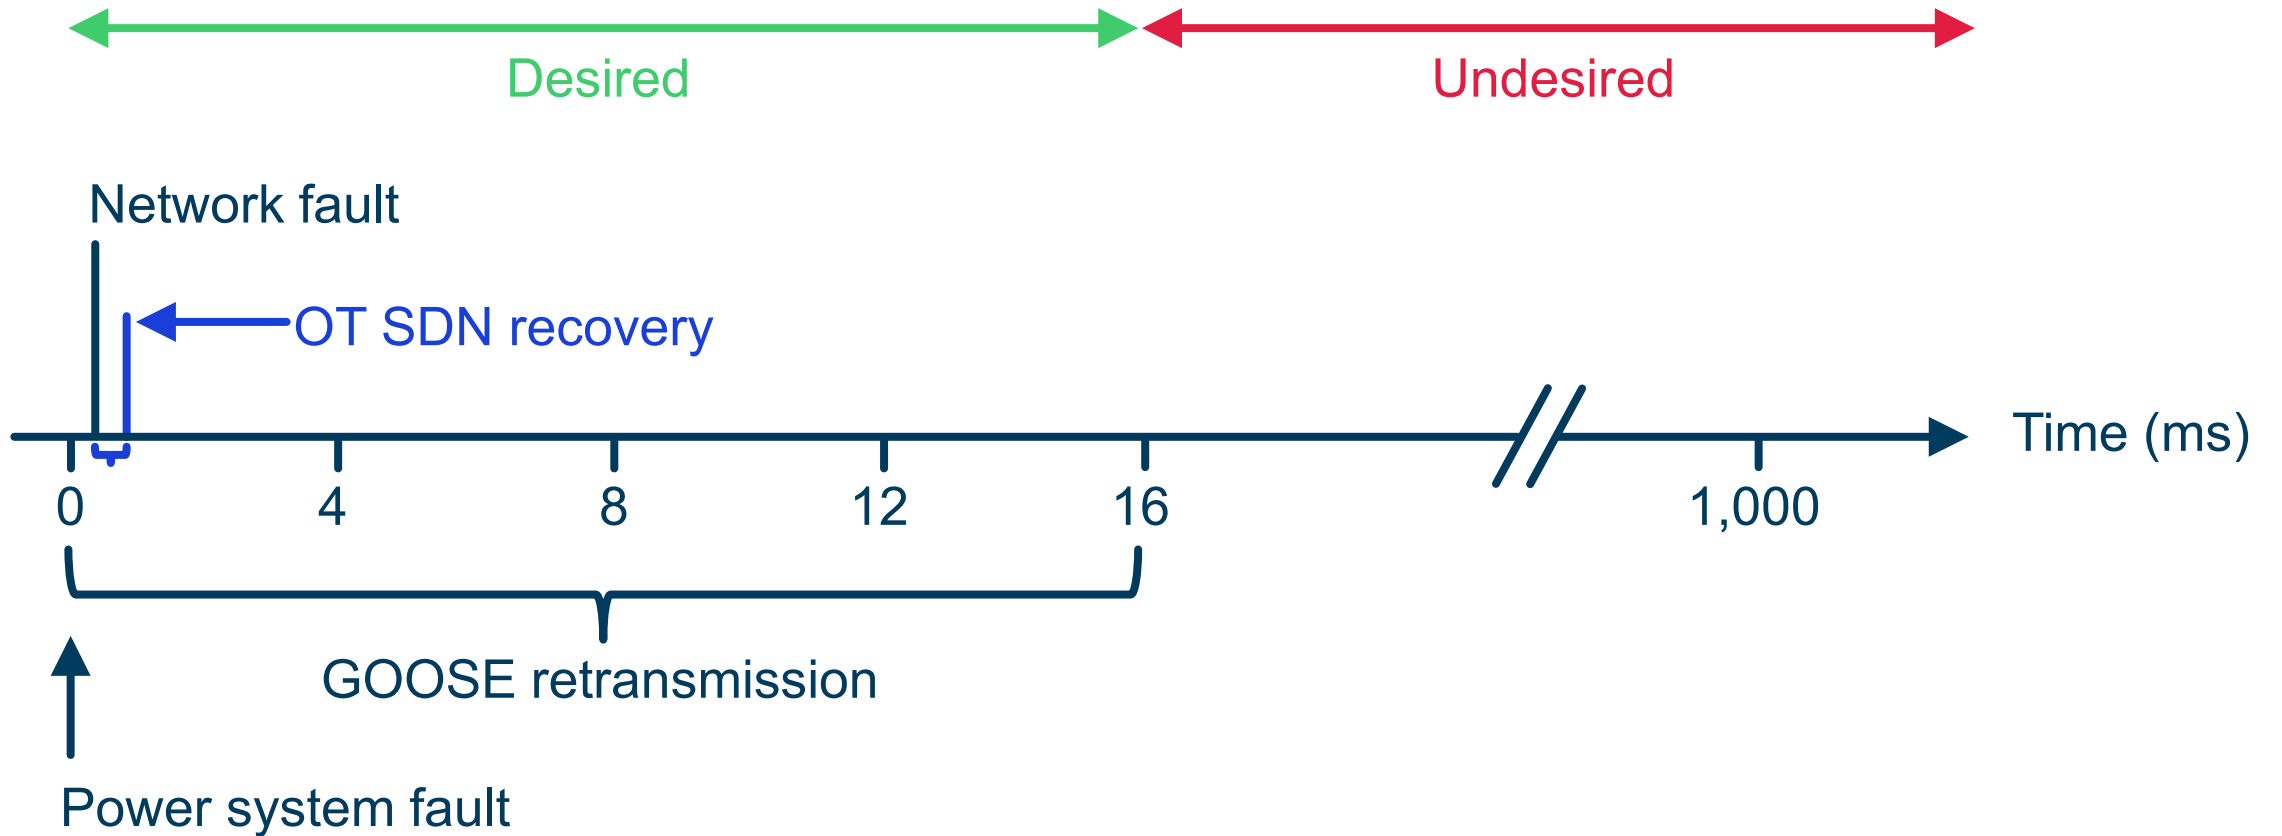 Desired
Undesired
Network fault
OT SDN recovery
Time (ms)
0
4
8
12
16
1,000
GOOSE retransmission
Power system fault